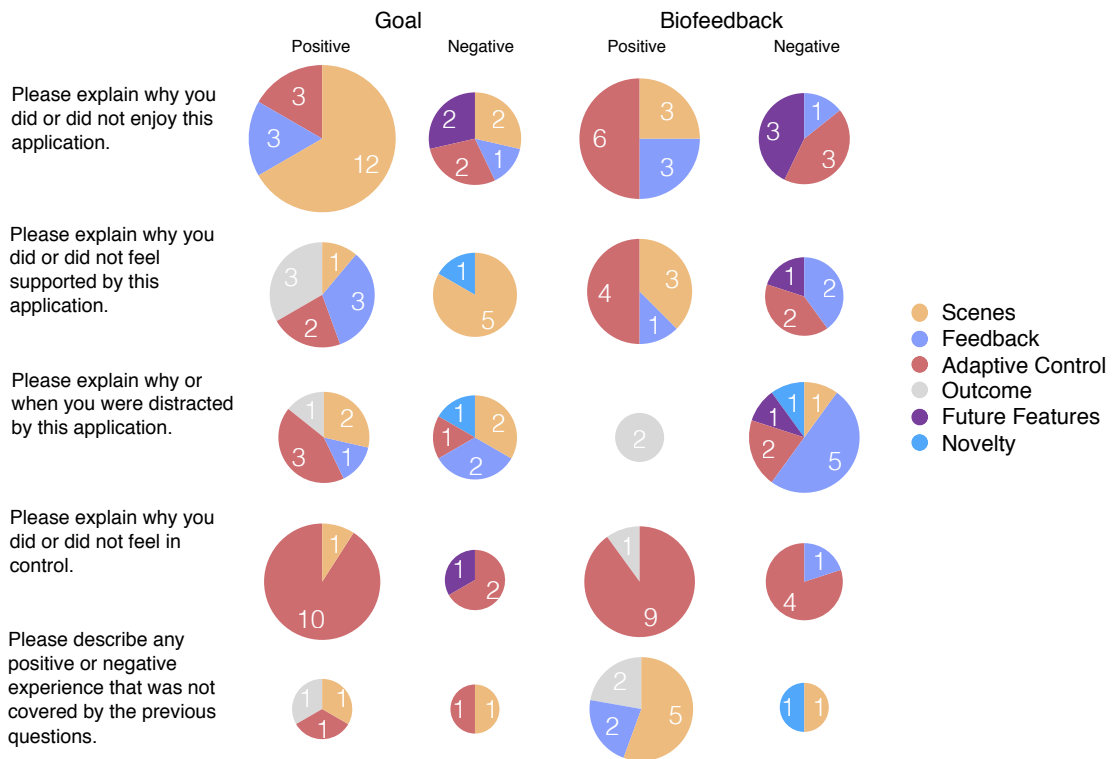 Goal
Biofeedback
Positive
Negative
Positive
Negative
Please explain why you
did or did not enjoy this
application.
3
3
12
2
2
2
1
6
3
3
3
1
3
Please explain why you
did or did not feel
supported by this
application.
3
1
2
3
1
5
4
3
1
1
2
2
Please explain why or
when you were distracted
by this application.
1
2
3
1
1
2
1
2
2
1
1
1
2
5
Please explain why you
did or did not feel in
control.
1
10
1
2
1
9
1
4
Please describe any
positive or negative
experience that was not
covered by the previous
questions.
1
1
1
1
1
2
2
5
1
1
Scenes
Feedback
Adaptive Control
Outcome
Future Features
Novelty